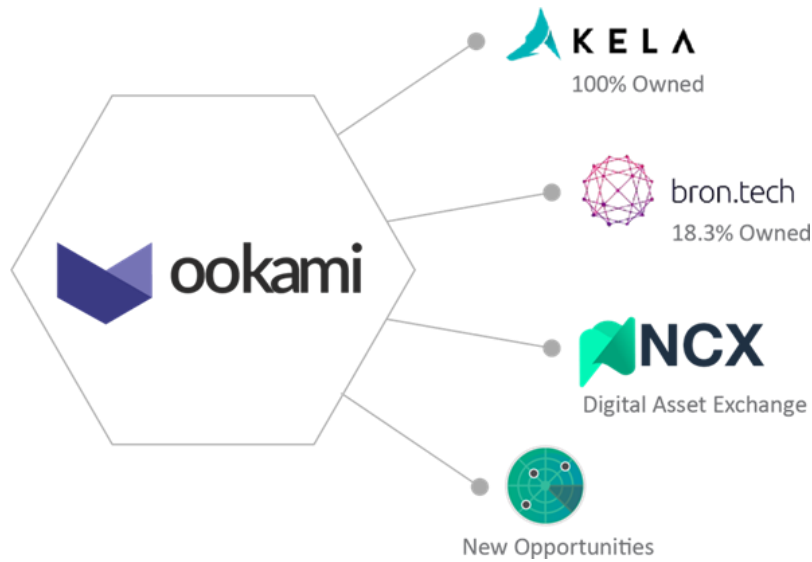 KELA
100% Owned
bron.tech
18.3% Owned
ookami
NCX
Digital Asset Exchange
New Opportunities